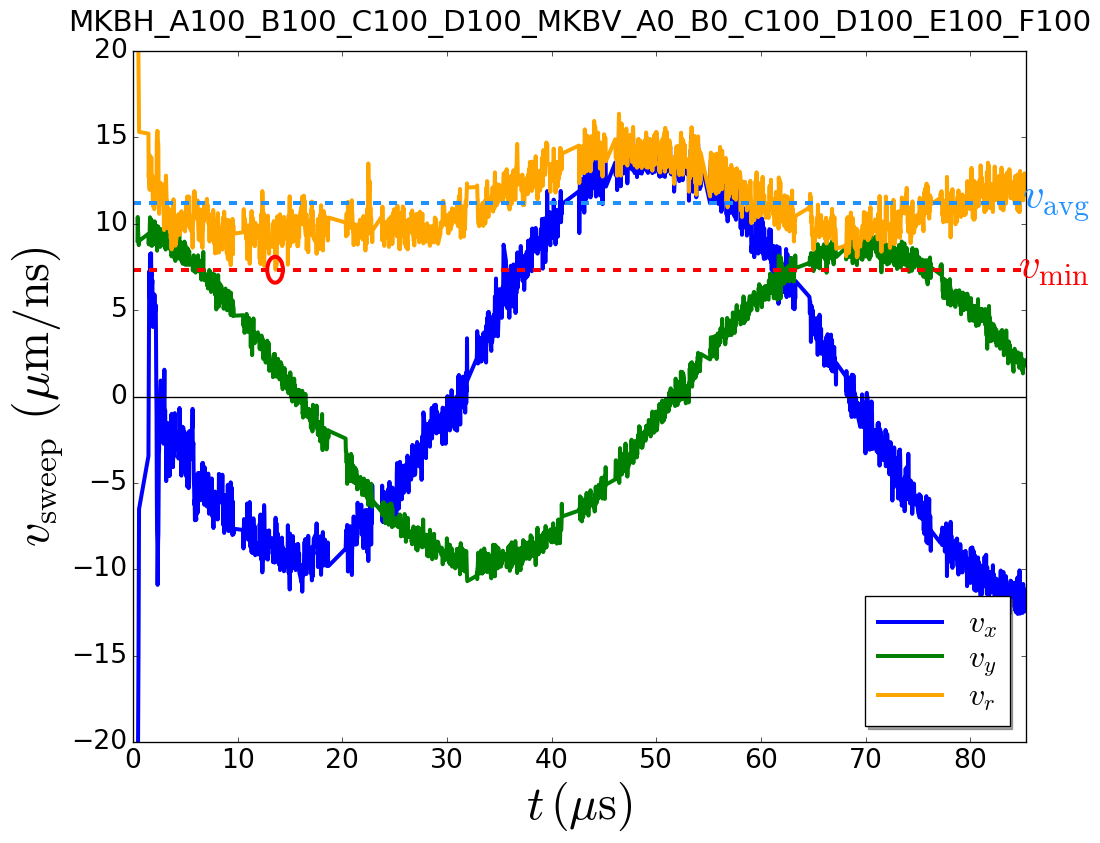 MKBH_A100_B100_C100_D100_MKBV_A0_B0_C100_D100_E100_F100
20
15
10
5
0
−5
−10
−15
−20
v_sweep (μm/ns)
v_avg
v_min
v_x
v_y
v_r
0 10 20 30 40 50 60 70 80
t (μs)